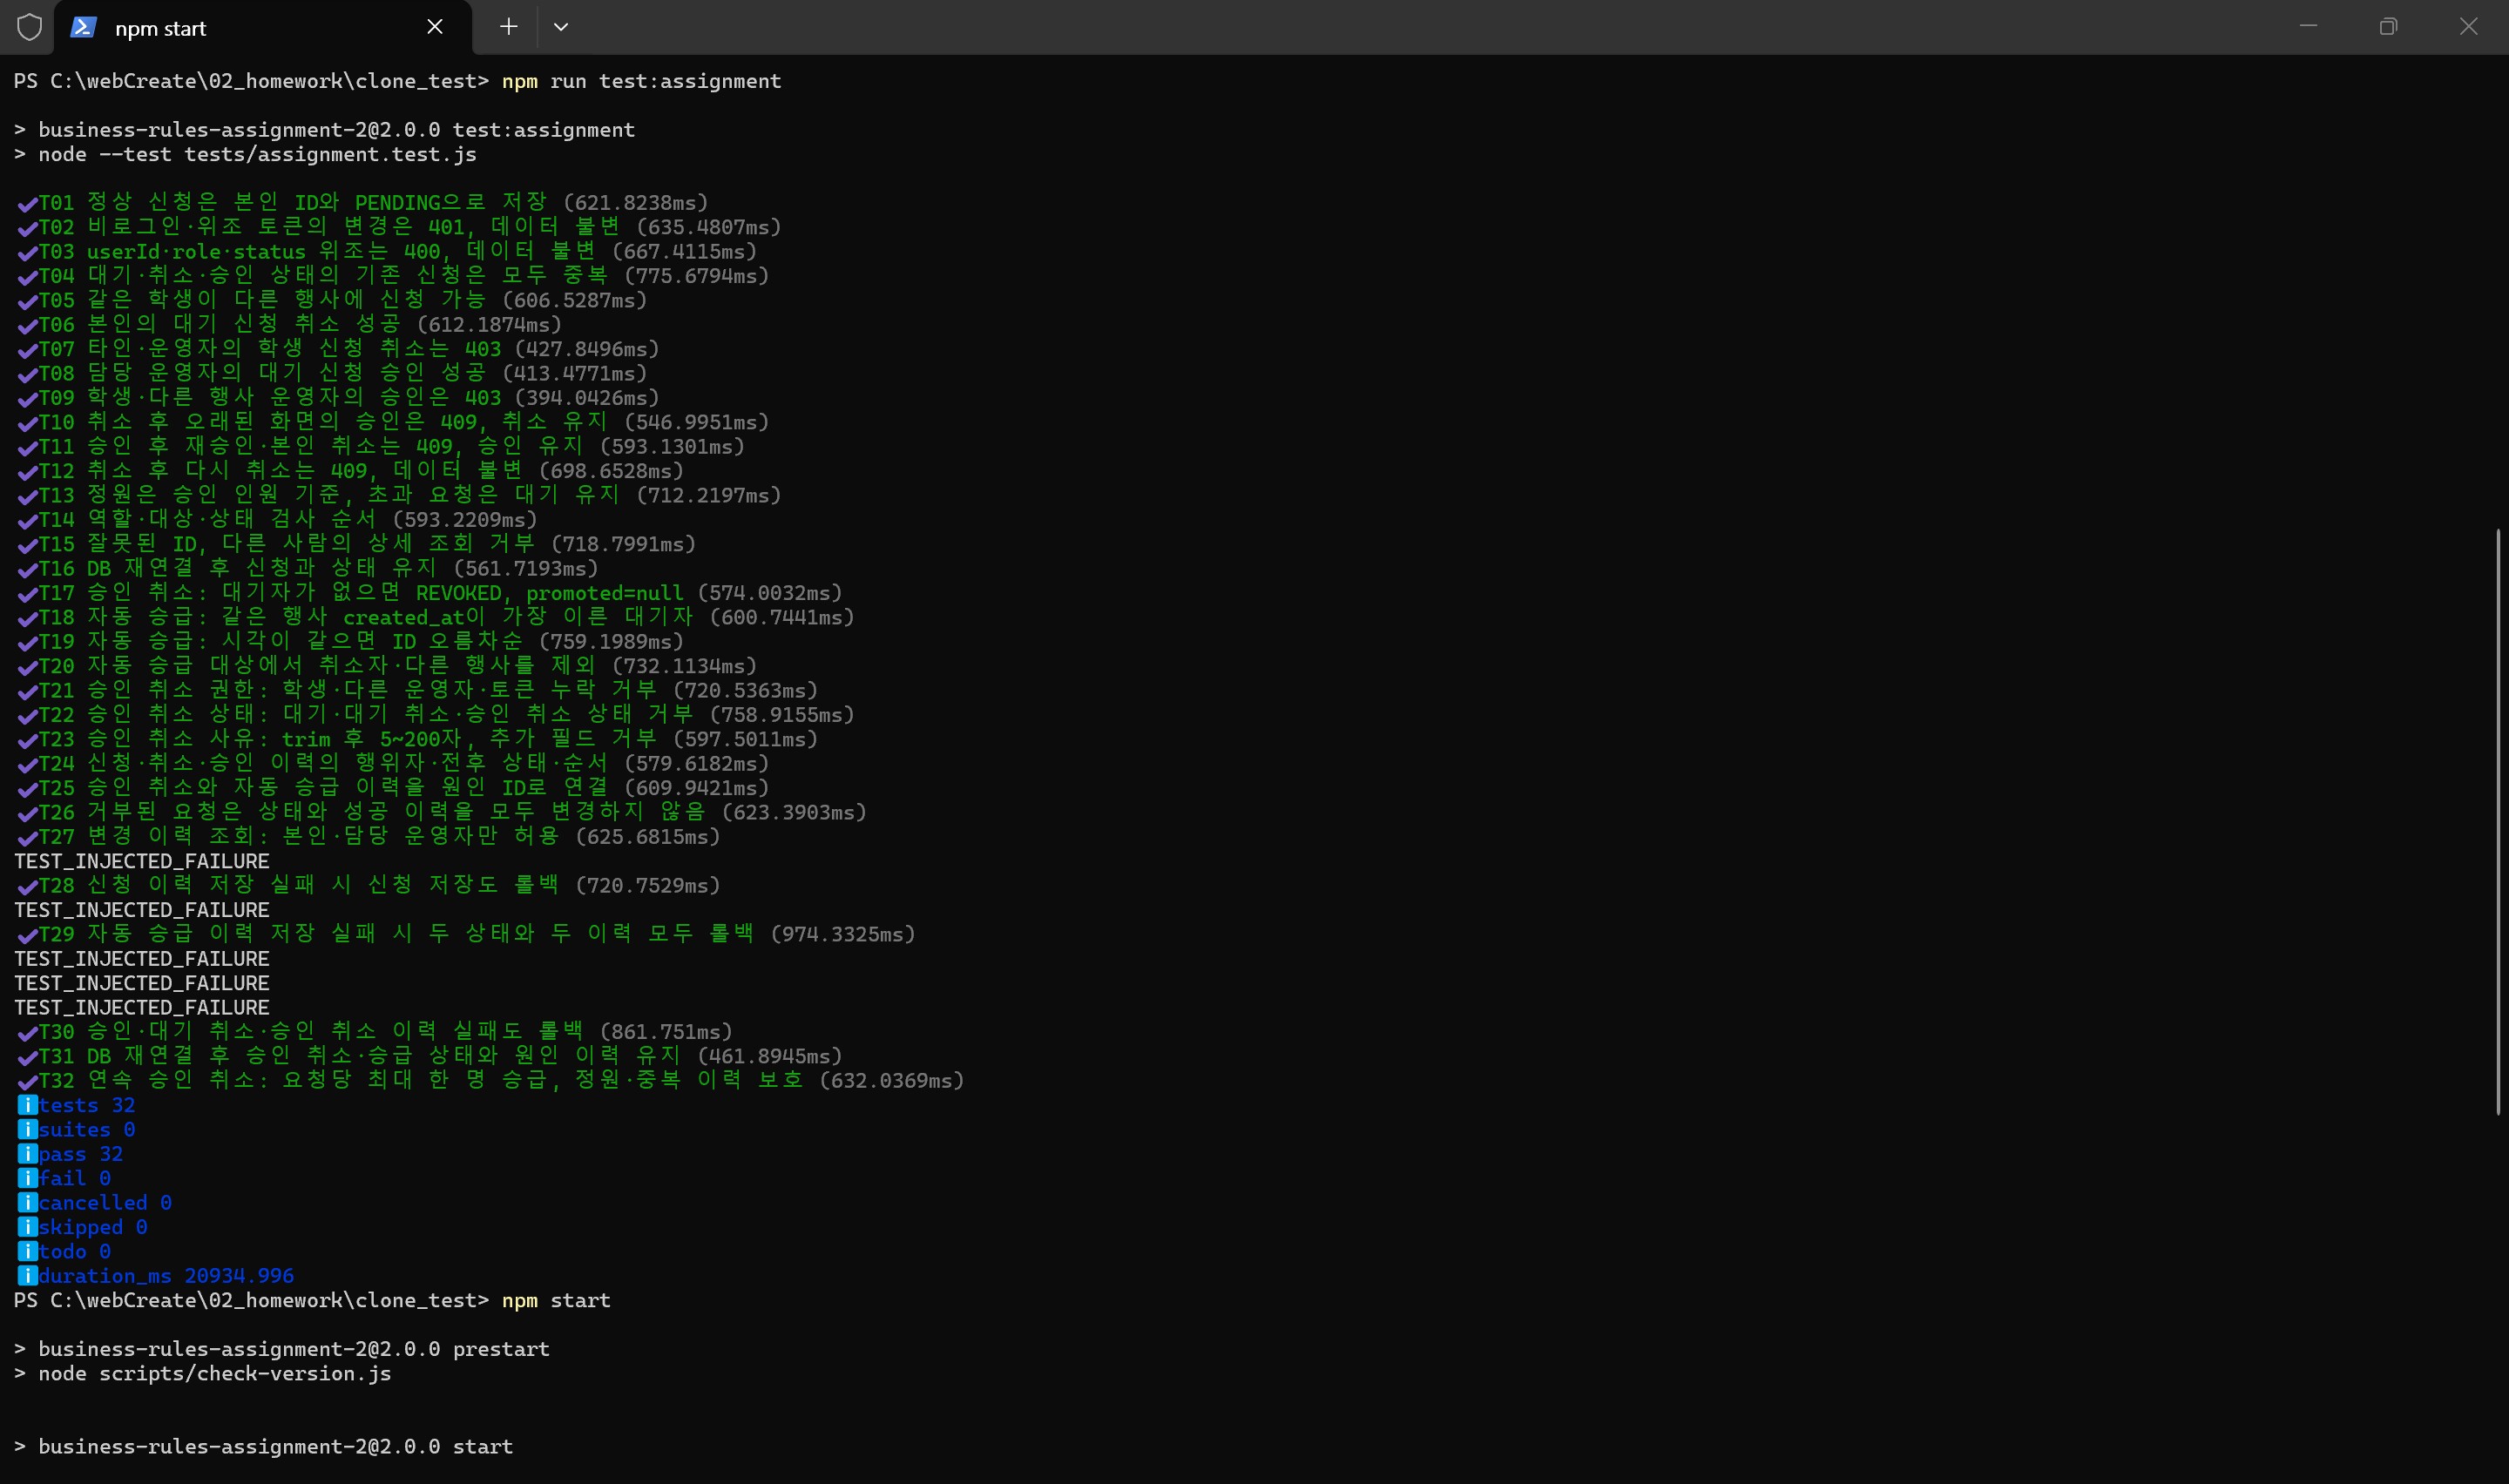 npm start
PS C:\webCreate\02_homework\clone_test> npm run test:assignment
> business-rules-assignment-2@2.0.0 test:assignment
> node --test tests/assignment.test.js
✔T01 정상 신청은 본인 ID와 PENDING으로 저장 (621.8238ms)
✔T02 비로그인·위조 토큰의 변경은 401, 데이터 불변 (635.4807ms)
✔T03 userId·role·status 위조는 400, 데이터 불변 (667.4115ms)
✔T04 대기·취소·승인 상태의 기존 신청은 모두 중복 (775.6794ms)
✔T05 같은 학생이 다른 행사에 신청 가능 (606.5287ms)
✔T06 본인의 대기 신청 취소 성공 (612.1874ms)
✔T07 타인·운영자의 학생 신청 취소는 403 (427.8496ms)
✔T08 담당 운영자의 대기 신청 승인 성공 (413.4771ms)
✔T09 학생·다른 행사 운영자의 승인은 403 (394.0426ms)
✔T10 취소 후 오래된 화면의 승인은 409, 취소 유지 (546.9951ms)
✔T11 승인 후 재승인·본인 취소는 409, 승인 유지 (593.1301ms)
✔T12 취소 후 다시 취소는 409, 데이터 불변 (698.6528ms)
✔T13 정원은 승인 인원 기준, 초과 요청은 대기 유지 (712.2197ms)
✔T14 역할·대상·상태 검사 순서 (593.2209ms)
✔T15 잘못된 ID, 다른 사람의 상세 조회 거부 (718.7991ms)
✔T16 DB 재연결 후 신청과 상태 유지 (561.7193ms)
✔T17 승인 취소: 대기자가 없으면 REVOKED, promoted=null (574.0032ms)
✔T18 자동 승급: 같은 행사 created_at이 가장 이른 대기자 (600.7441ms)
✔T19 자동 승급: 시각이 같으면 ID 오름차순 (759.1989ms)
✔T20 자동 승급 대상에서 취소자·다른 행사를 제외 (732.1134ms)
✔T21 승인 취소 권한: 학생·다른 운영자·토큰 누락 거부 (720.5363ms)
✔T22 승인 취소 상태: 대기·대기 취소·승인 취소 상태 거부 (758.9155ms)
✔T23 승인 취소 사유: trim 후 5~200자, 추가 필드 거부 (597.5011ms)
✔T24 신청·취소·승인 이력의 행위자·전후 상태·순서 (579.6182ms)
✔T25 승인 취소와 자동 승급 이력을 원인 ID로 연결 (609.9421ms)
✔T26 거부된 요청은 상태와 성공 이력을 모두 변경하지 않음 (623.3903ms)
✔T27 변경 이력 조회: 본인·담당 운영자만 허용 (625.6815ms)
TEST_INJECTED_FAILURE
✔T28 신청 이력 저장 실패 시 신청 저장도 롤백 (720.7529ms)
TEST_INJECTED_FAILURE
✔T29 자동 승급 이력 저장 실패 시 두 상태와 두 이력 모두 롤백 (974.3325ms)
TEST_INJECTED_FAILURE
TEST_INJECTED_FAILURE
TEST_INJECTED_FAILURE
✔T30 승인·대기 취소·승인 취소 이력 실패도 롤백 (861.751ms)
✔T31 DB 재연결 후 승인 취소·승급 상태와 원인 이력 유지 (461.8945ms)
✔T32 연속 승인 취소: 요청당 최대 한 명 승급, 정원·중복 이력 보호 (632.0369ms)
ℹtests 32
ℹsuites 0
ℹpass 32
ℹfail 0
ℹcancelled 0
ℹskipped 0
ℹtodo 0
ℹduration_ms 20934.996
PS C:\webCreate\02_homework\clone_test> npm start
> business-rules-assignment-2@2.0.0 prestart
> node scripts/check-version.js
> business-rules-assignment-2@2.0.0 start